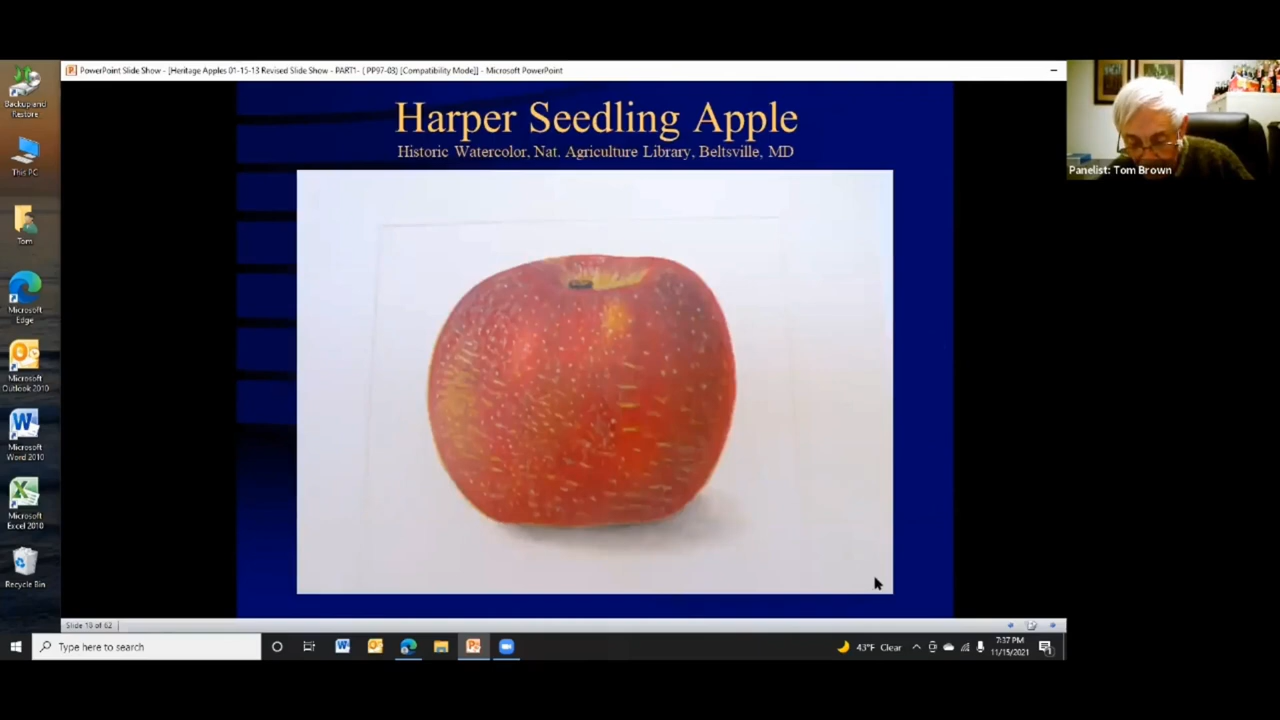 PowerPoint Slide Show - [Heritage Apples 01-15-13 Revised Slide Show - PART1- ( PP97-03) [Compatibility Mode]] - Microsoft PowerPoint
Harper Seedling Apple
Historic Watercolor, Nat. Agriculture Library, Beltsville, MD
Panelist: Tom Brown
Backup and
Restore
This PC
Tom
Microsoft
Edge
Microsoft
Outlook 2010
Microsoft
Word 2010
Microsoft
Excel 2010
Recycle Bin
Slide 18 of 62
Type here to search
43°F Clear
7:37 PM
11/15/2021